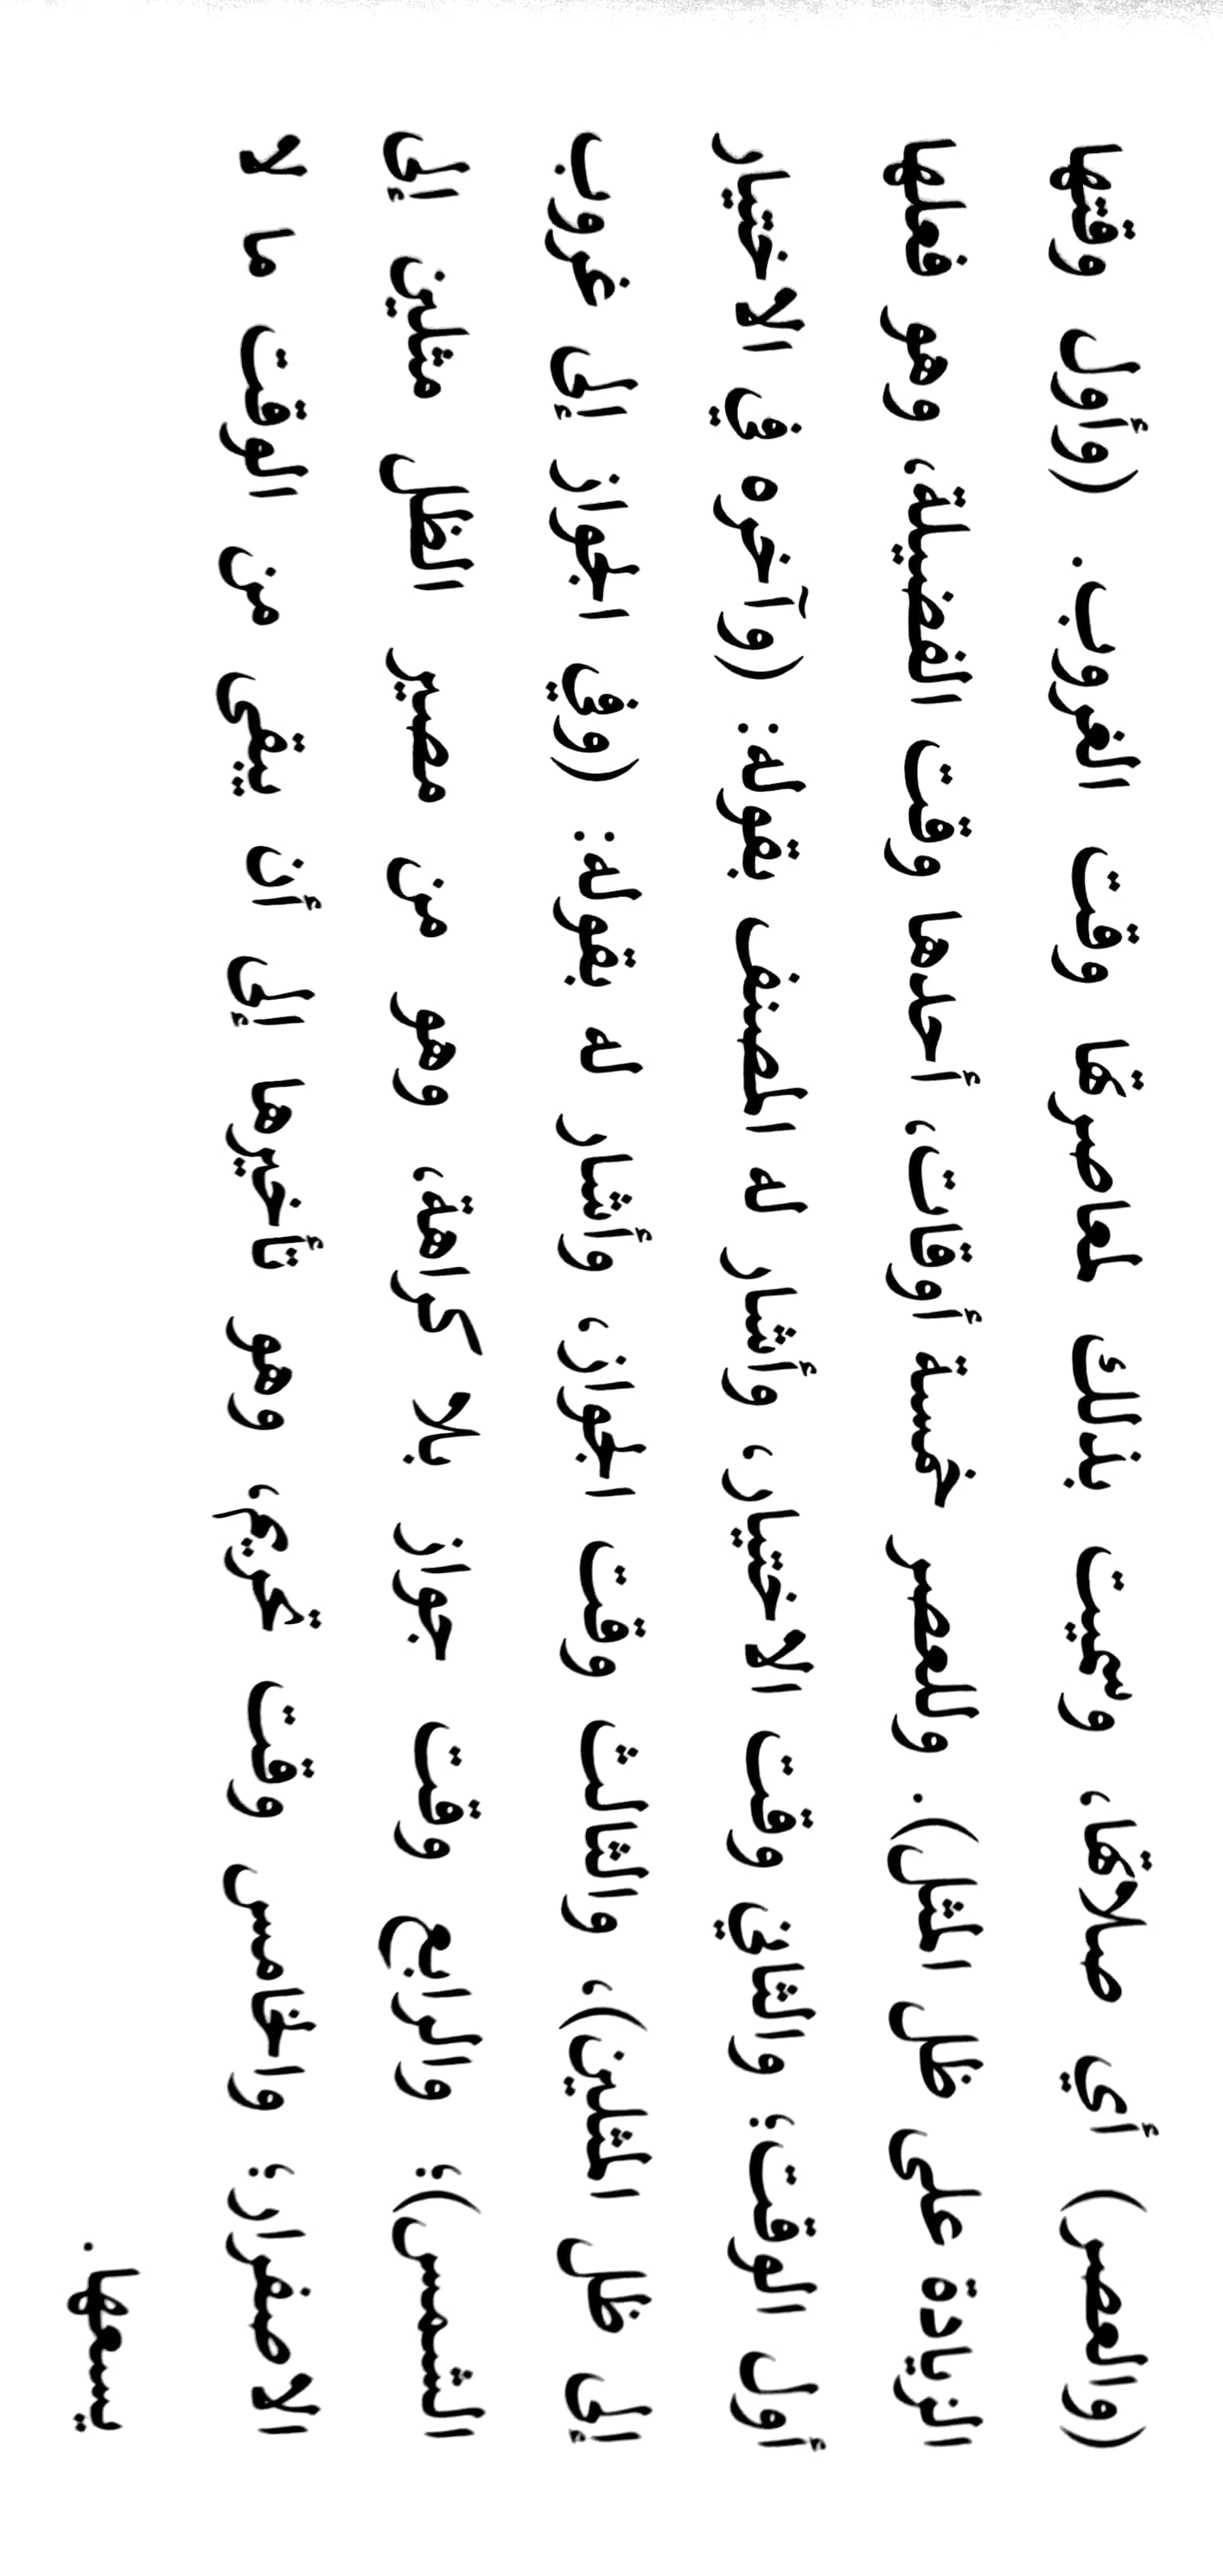 (والعصر) أي صلاتها، وسميت بذلك لمعاصرتها وقت الغروب. (وأول وقتها
الزيادة على ظل المثل). وللعصر خمسة أوقات، أحدها وقت الفضيلة، وهو فعلها
أول الوقت؛ والثاني وقت الاختيار، وأشار له المصنف بقوله: (وآخره في الاختيار
إلى ظل المثلين)، والثالث وقت الجواز، وأشار له بقوله: (وفي الجواز إلى غروب
الشمس)؛ والرابع وقت جواز بلا كراهة، وهو من مصير الظل مثلين إلى
الاصفرار؛ والخامس وقت تحريم، وهو تأخيرها إلى أن يبقى من الوقت ما لا
يسعها.